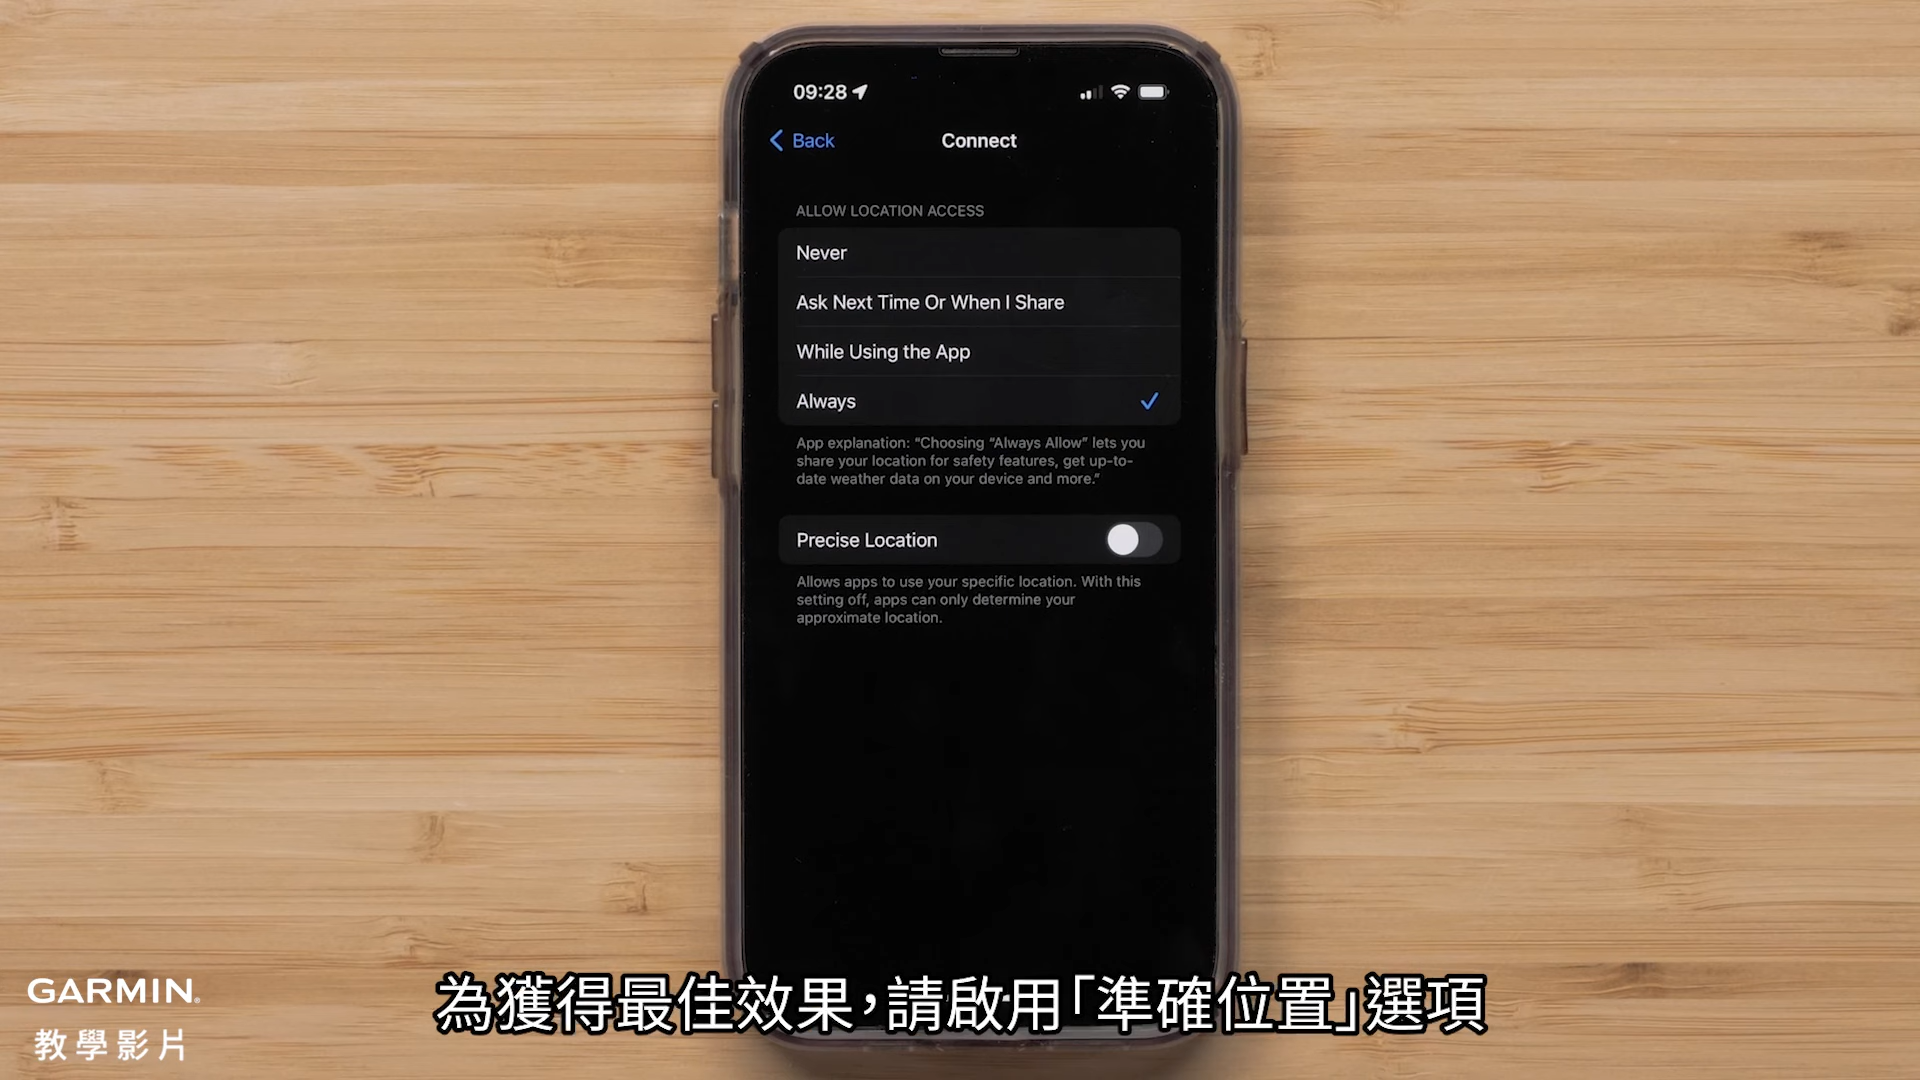 09:28
Back
Connect
ALLOW LOCATION ACCESS
Never
Ask Next Time Or When I Share
While Using the App
Always
App explanation: “Choosing “Always Allow” lets you
share your location for safety features, get up-to-
date weather data on your device and more.”
Precise Location
Allows apps to use your specific location. With this
setting off, apps can only determine your
approximate location.
為獲得最佳效果，請啟用「準確位置」選項
GARMIN®
教學影片